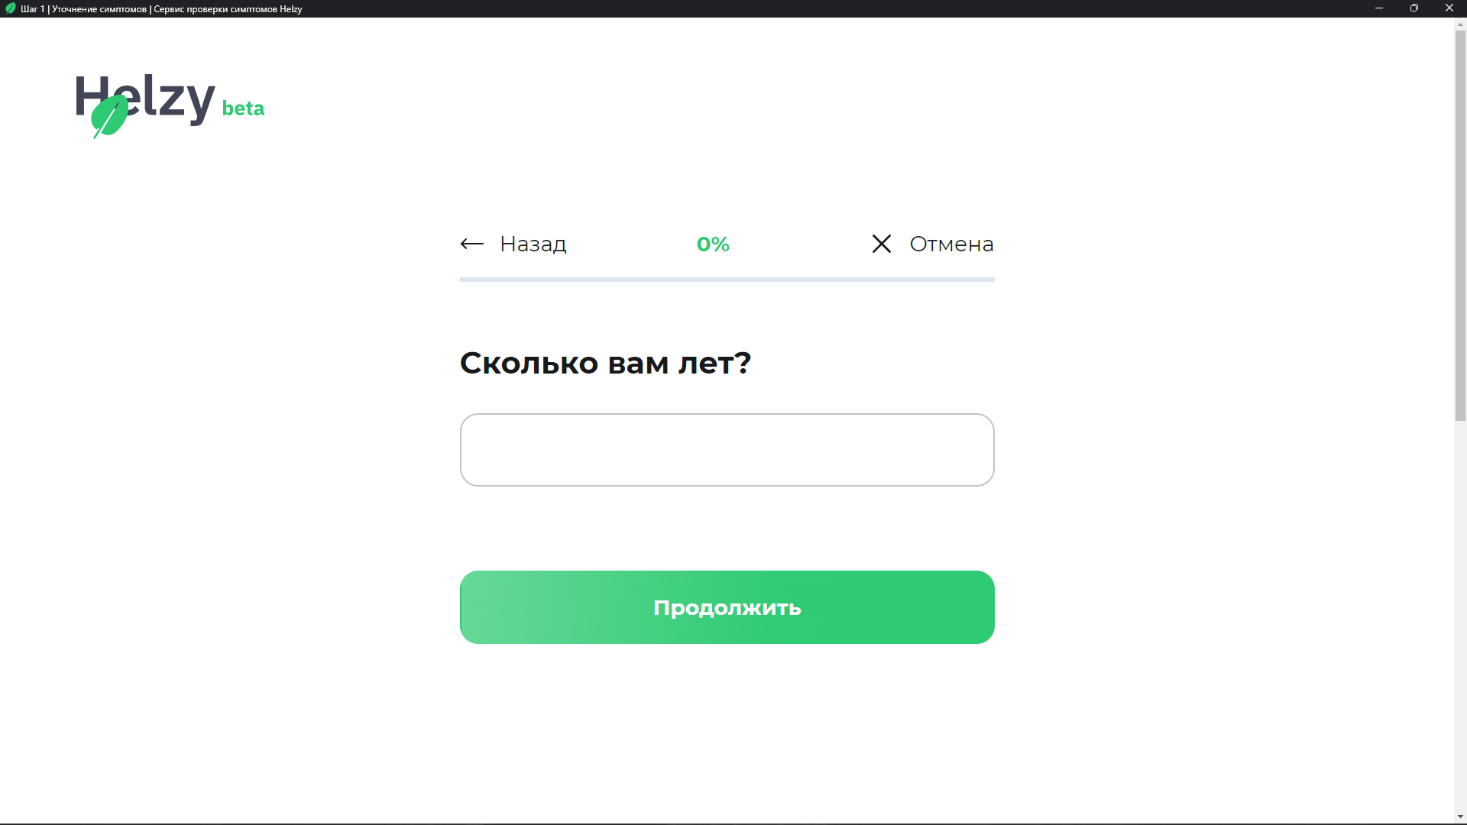 Шаг 1 | Уточнение симптомов | Сервис проверки симптомов Helzy
Helzy beta
Назад 0% Отмена
Сколько вам лет?
Продолжить